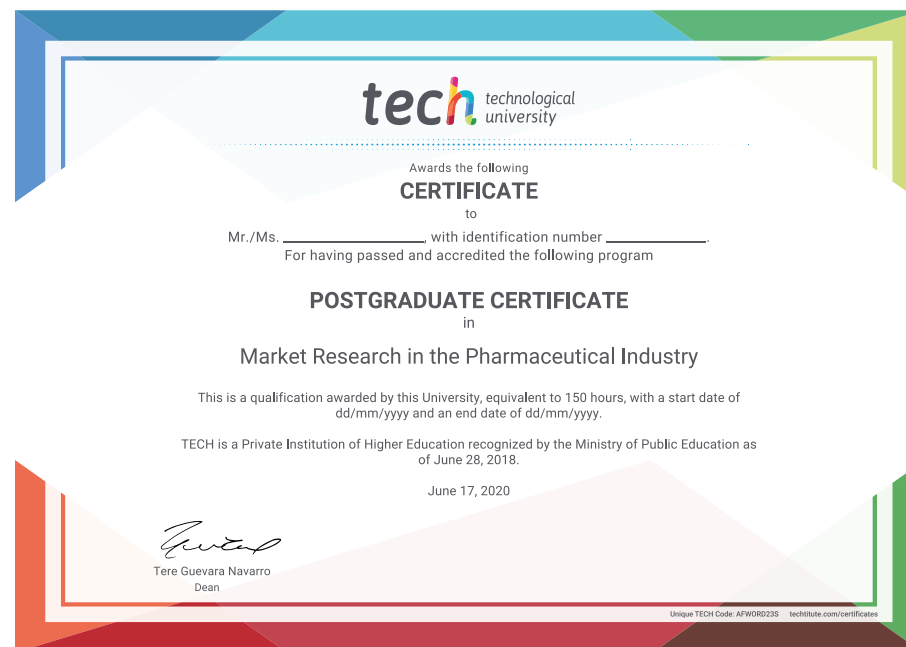 tech technological
university
Awards the following
CERTIFICATE
to
Mr./Ms. ____________________, with identification number ______________.
For having passed and accredited the following program
POSTGRADUATE CERTIFICATE
in
Market Research in the Pharmaceutical Industry
This is a qualification awarded by this University, equivalent to 150 hours, with a start date of
dd/mm/yyyy and an end date of dd/mm/yyyy.
TECH is a Private Institution of Higher Education recognized by the Ministry of Public Education as
of June 28, 2018.
June 17, 2020
Tere Guevara Navarro
Dean
Unique TECH Code: AFWORD23S techtitute.com/certificates